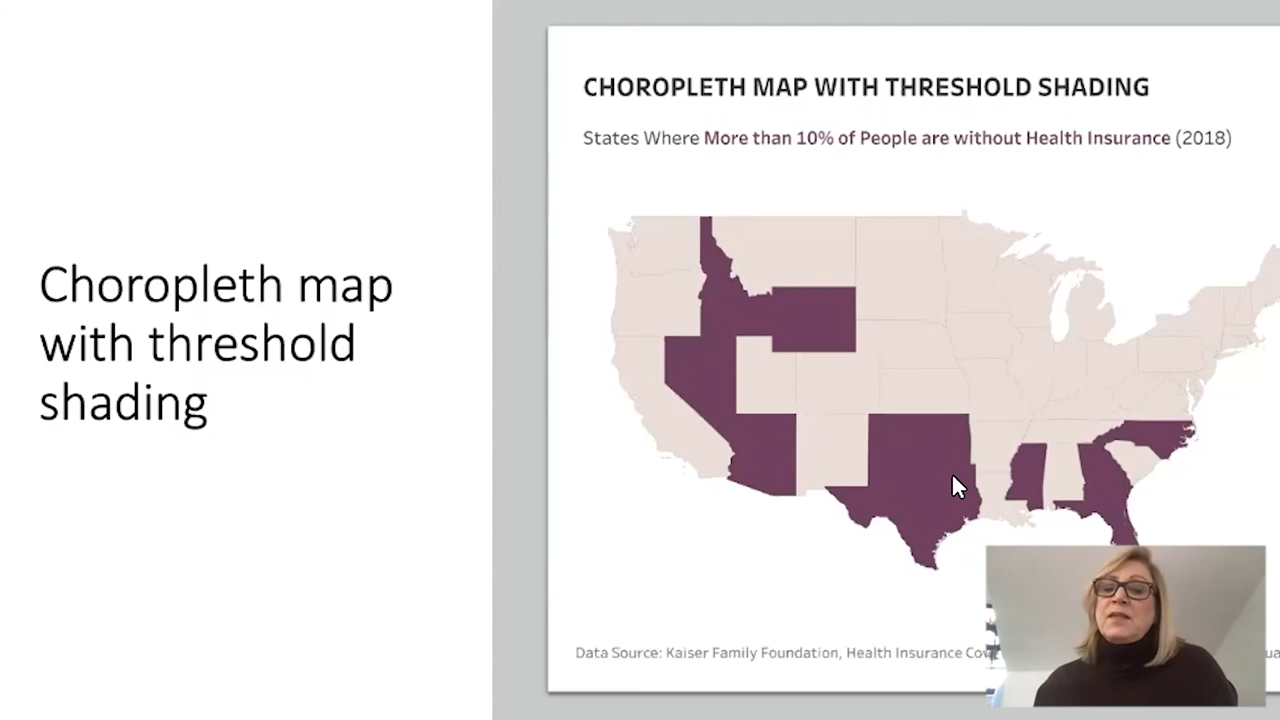 Choropleth map
with threshold
shading
CHOROPLETH MAP WITH THRESHOLD SHADING
States Where More than 10% of People are without Health Insurance (2018)
Data Source: Kaiser Family Foundation, Health Insurance